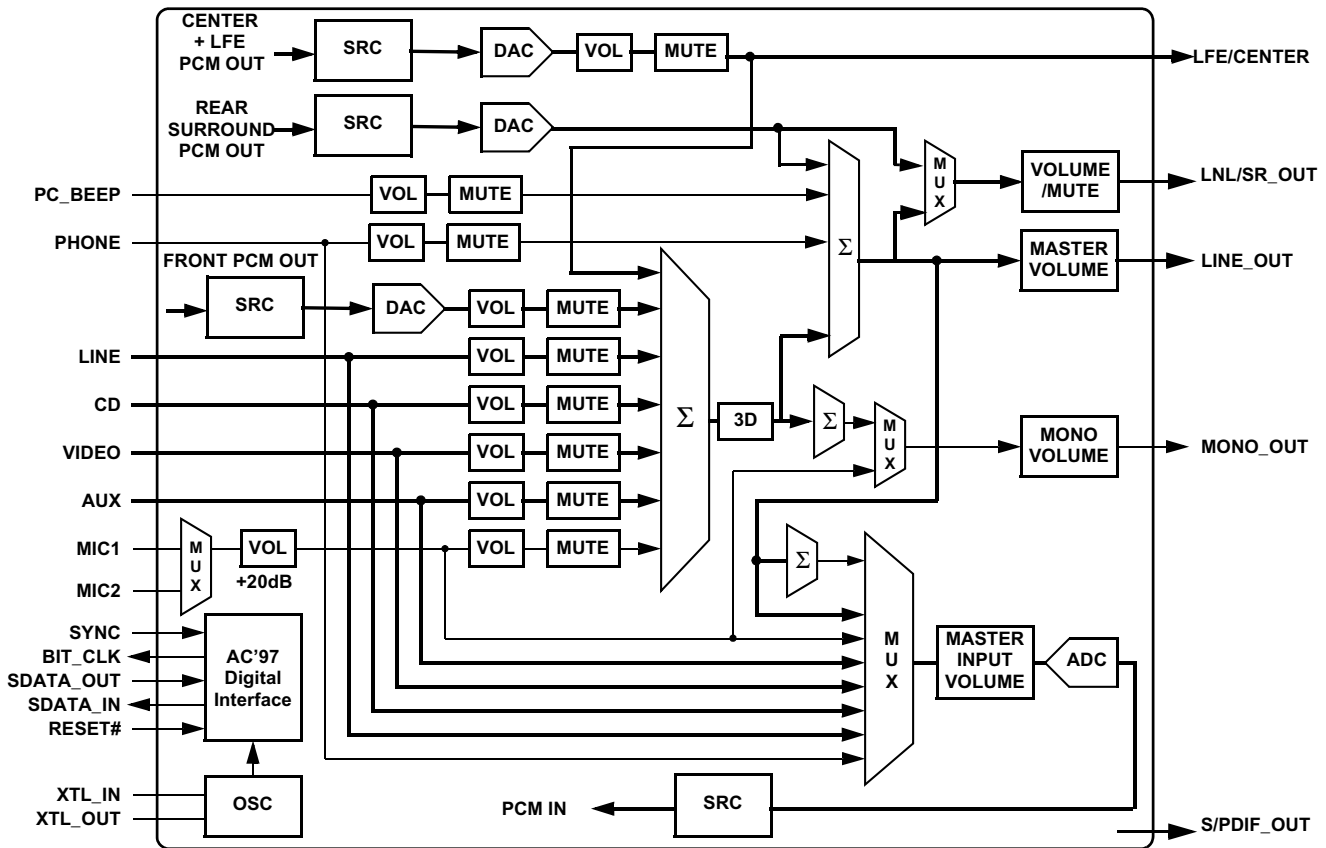 CENTER
+ LFE
PCM OUT
SRC
DAC
VOL
MUTE
LFE/CENTER
REAR
SURROUND
PCM OUT
SRC
DAC
MUX
VOLUME
/MUTE
LNL/SR_OUT
PC_BEEP
VOL
MUTE
PHONE
VOL
MUTE
Σ
MASTER
VOLUME
LINE_OUT
FRONT PCM OUT
SRC
DAC
VOL
MUTE
LINE
VOL
MUTE
CD
VOL
MUTE
Σ
3D
Σ
MUX
MONO
VOLUME
MONO_OUT
VIDEO
VOL
MUTE
AUX
VOL
MUTE
MIC1
MUX
VOL
+20dB
VOL
MUTE
MIC2
Σ
MUX
MASTER
INPUT
VOLUME
ADC
SYNC
BIT_CLK
SDATA_OUT
SDATA_IN
RESET#
AC'97
Digital
Interface
XTL_IN
XTL_OUT
OSC
PCM IN
SRC
S/PDIF_OUT